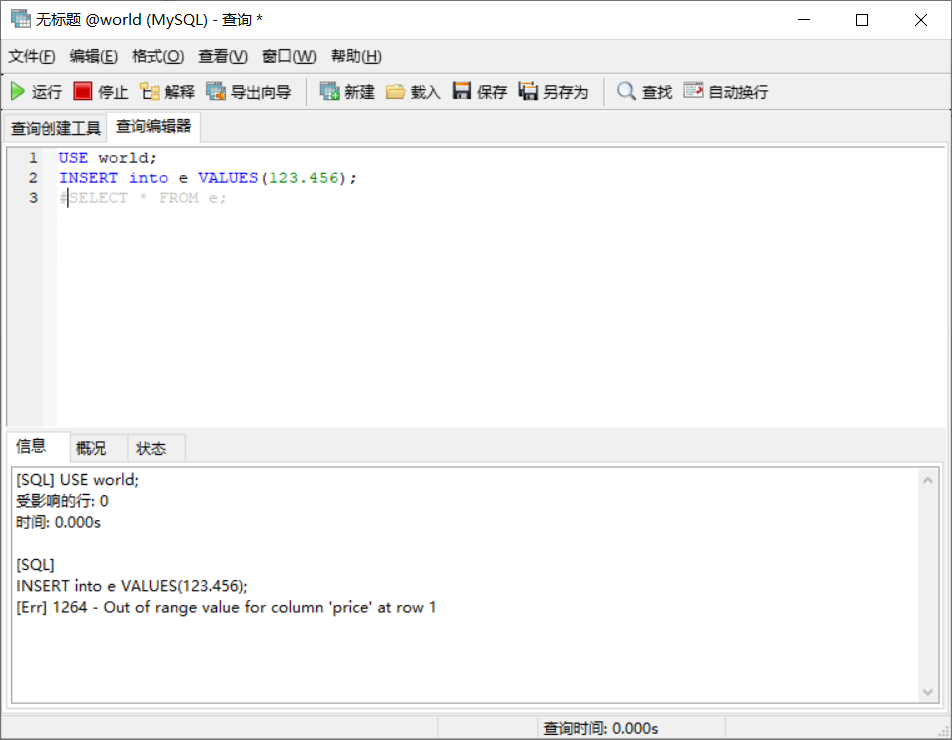 无标题 @world (MySQL) - 查询 *
文件(F) 编辑(E) 格式(O) 查看(V) 窗口(W) 帮助(H)
运行 停止 解释 导出向导 新建 载入 保存 另存为 查找 自动换行
查询创建工具 查询编辑器
1 USE world;
2 INSERT into e VALUES(123.456);
3 #SELECT * FROM e;
信息 概况 状态
[SQL] USE world;
受影响的行: 0
时间: 0.000s
[SQL]
INSERT into e VALUES(123.456);
[Err] 1264 - Out of range value for column 'price' at row 1
查询时间: 0.000s